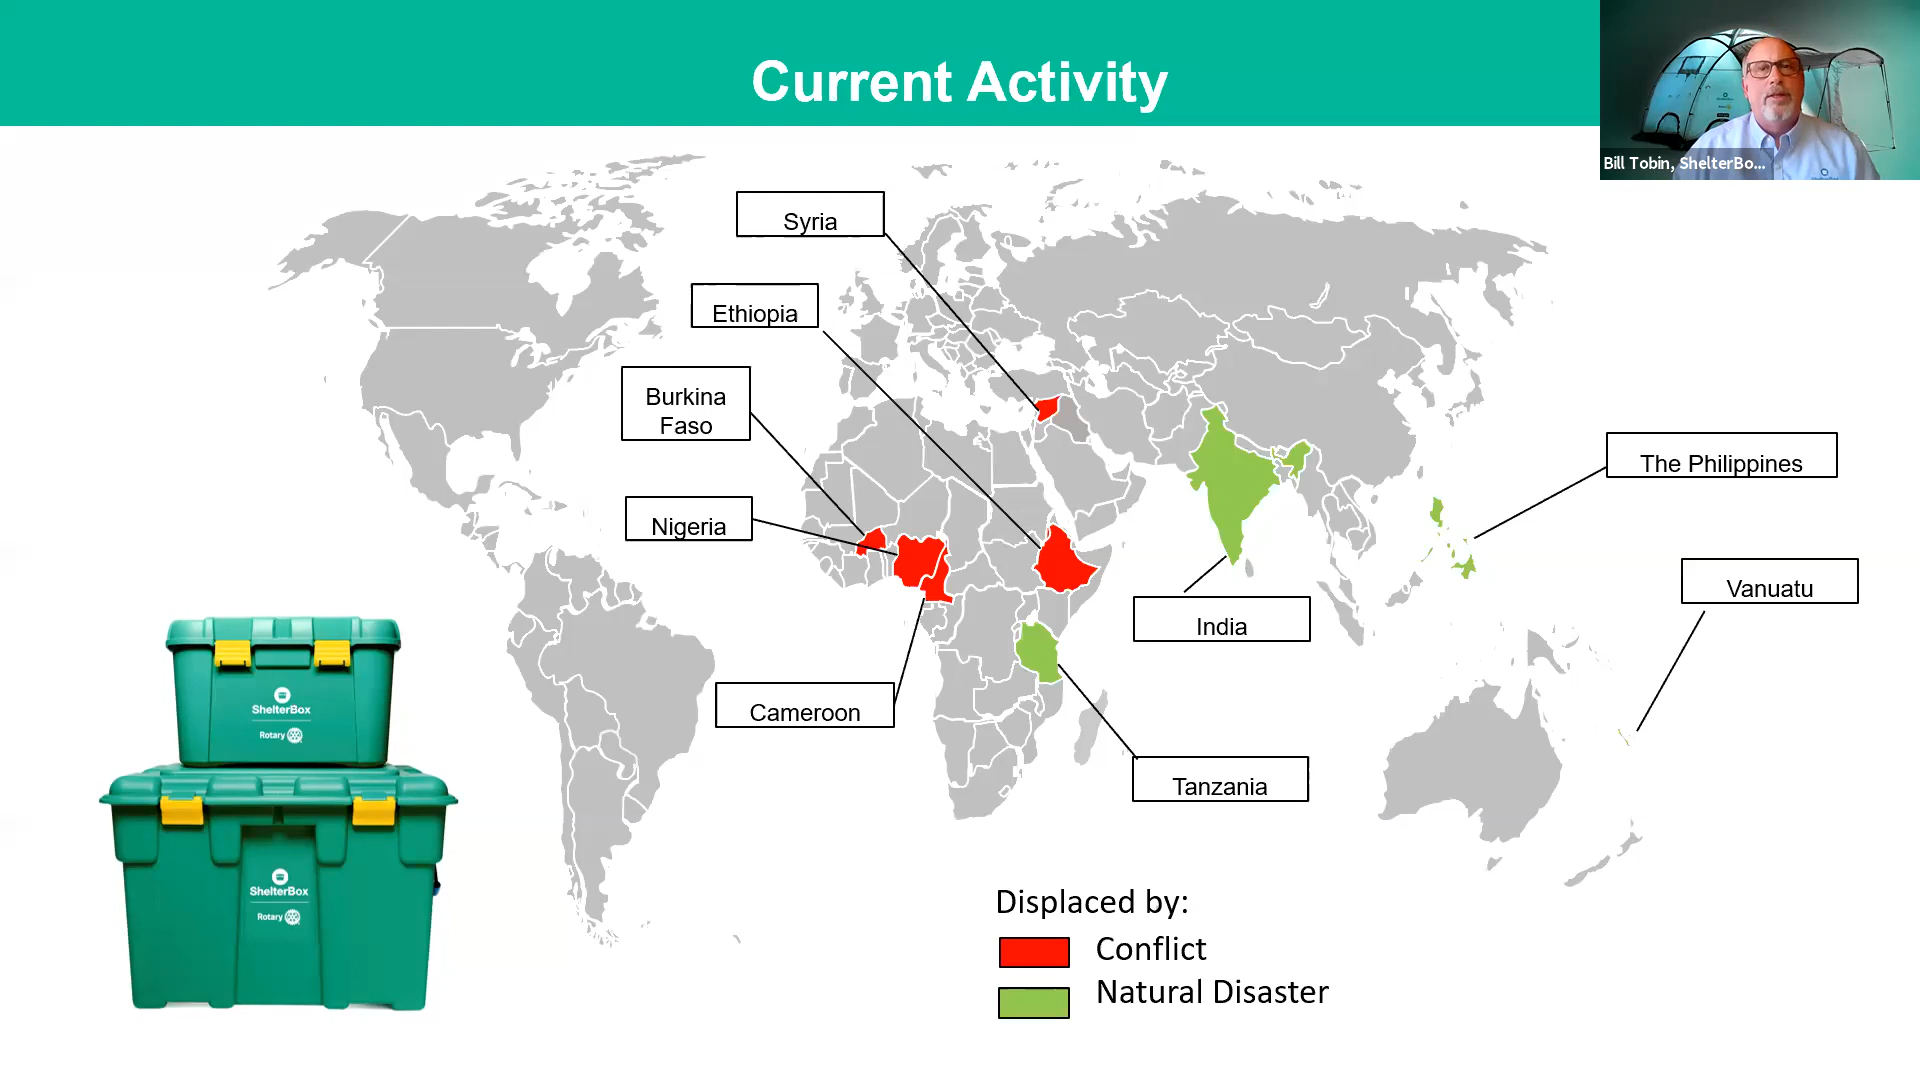 Current Activity
Bill Tobin, ShelterBo...
Syria
Ethiopia
Burkina
Faso
Nigeria
Cameroon
The Philippines
Vanuatu
India
Tanzania
ShelterBox
Rotary
ShelterBox
Rotary
Displaced by:
Conflict
Natural Disaster